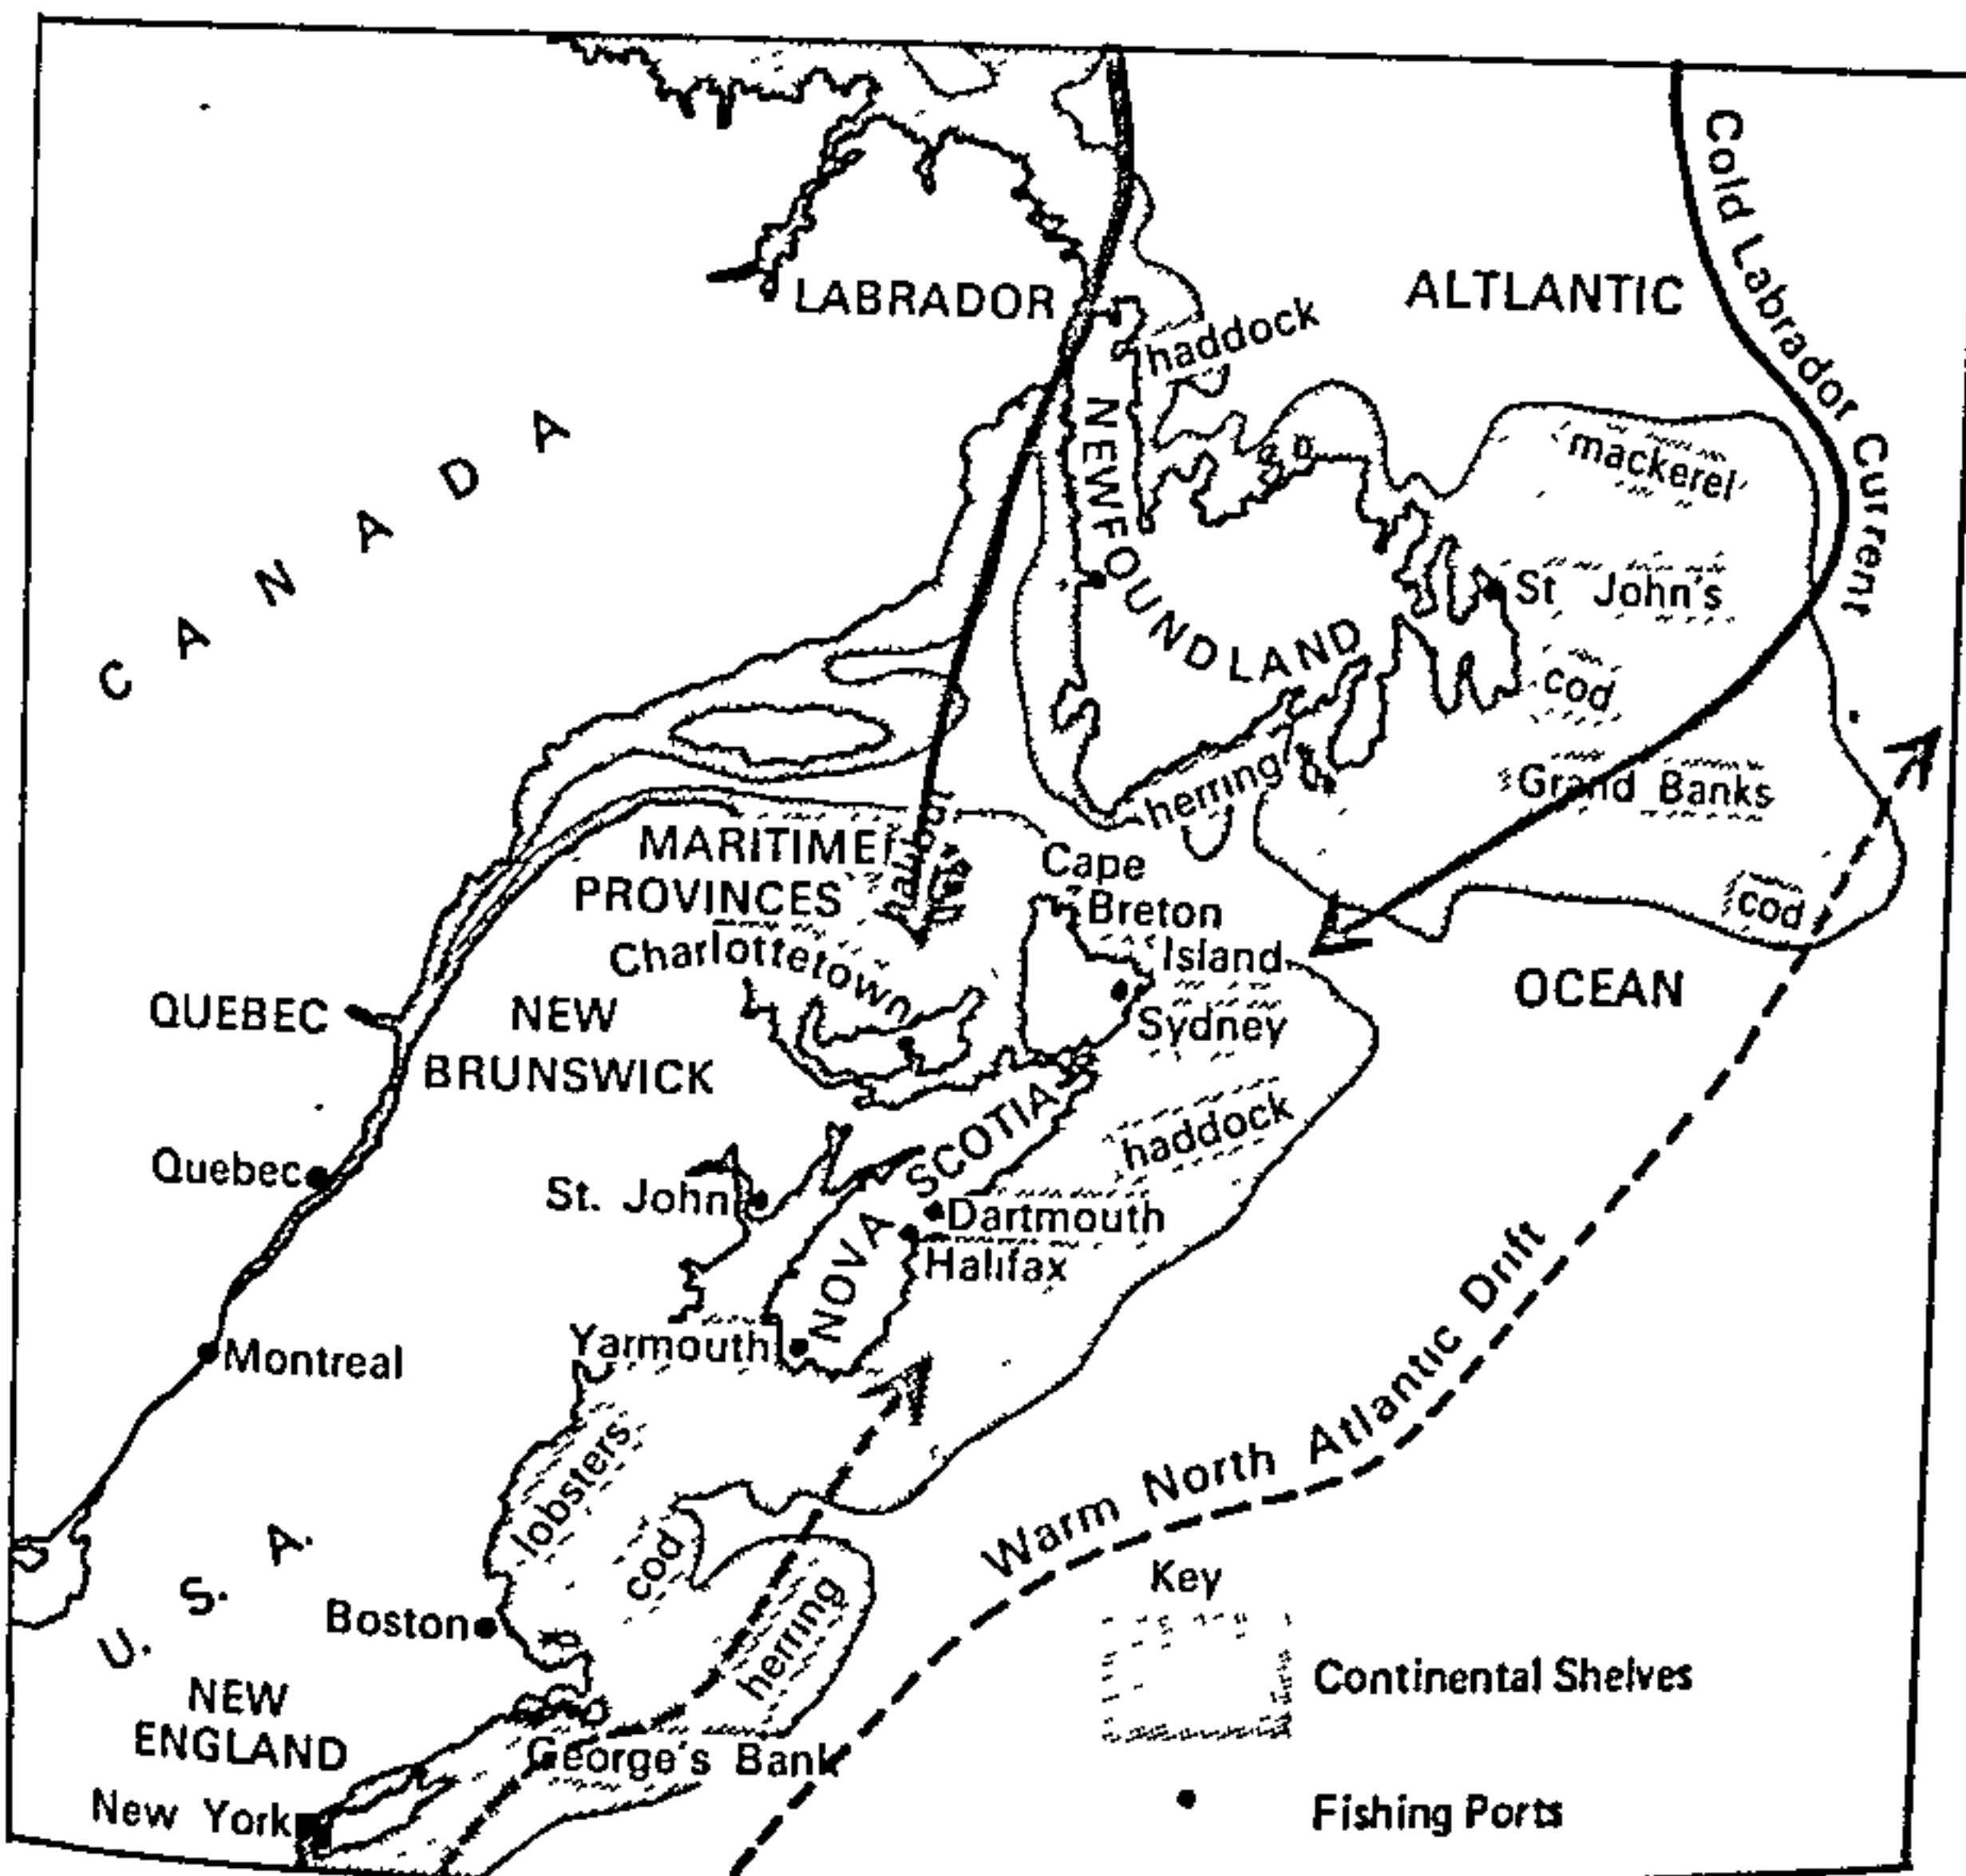 Cold Labrador Current
LABRADOR
ALTLANTIC
haddock
CANADA
NEWFOUNDLAND
mackerel
St John's
cod
herring
Grand Banks
halibut
MARITIME
PROVINCES
Cape
Breton
Island
cod
Charlottetown
QUEBEC
NEW
BRUNSWICK
Sydney
OCEAN
haddock
Quebec
St. John
NOVA SCOTIA
Dartmouth
Halifax
Yarmouth
Montreal
lobsters
cod
Warm North Atlantic Drift
U. S. A.
Boston
herring
Key
Continental Shelves
NEW
ENGLAND
George's Bank
New York
Fishing Ports